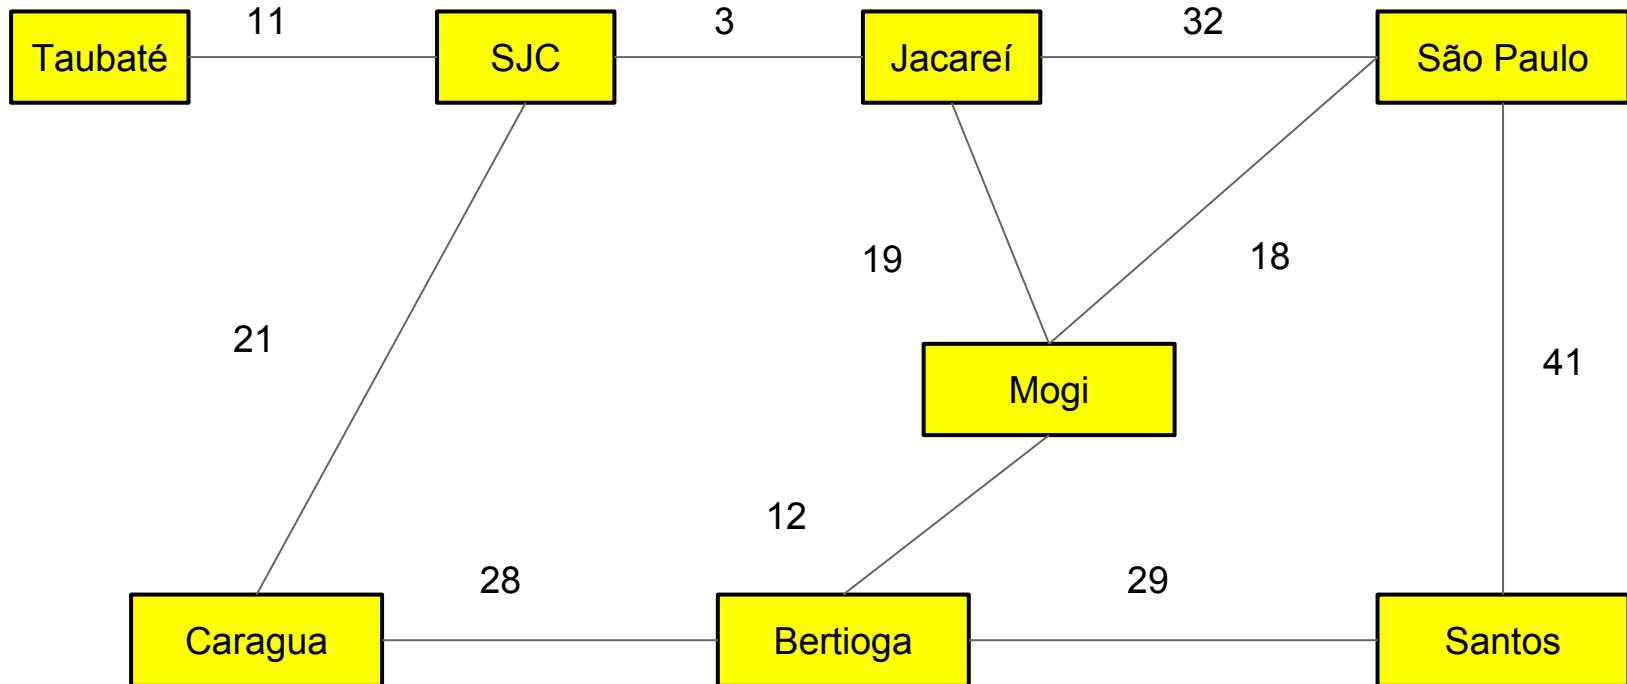 11
3
32
Taubaté
SJC
Jacareí
São Paulo
19
18
21
41
Mogi
12
28
29
Caragua
Bertioga
Santos